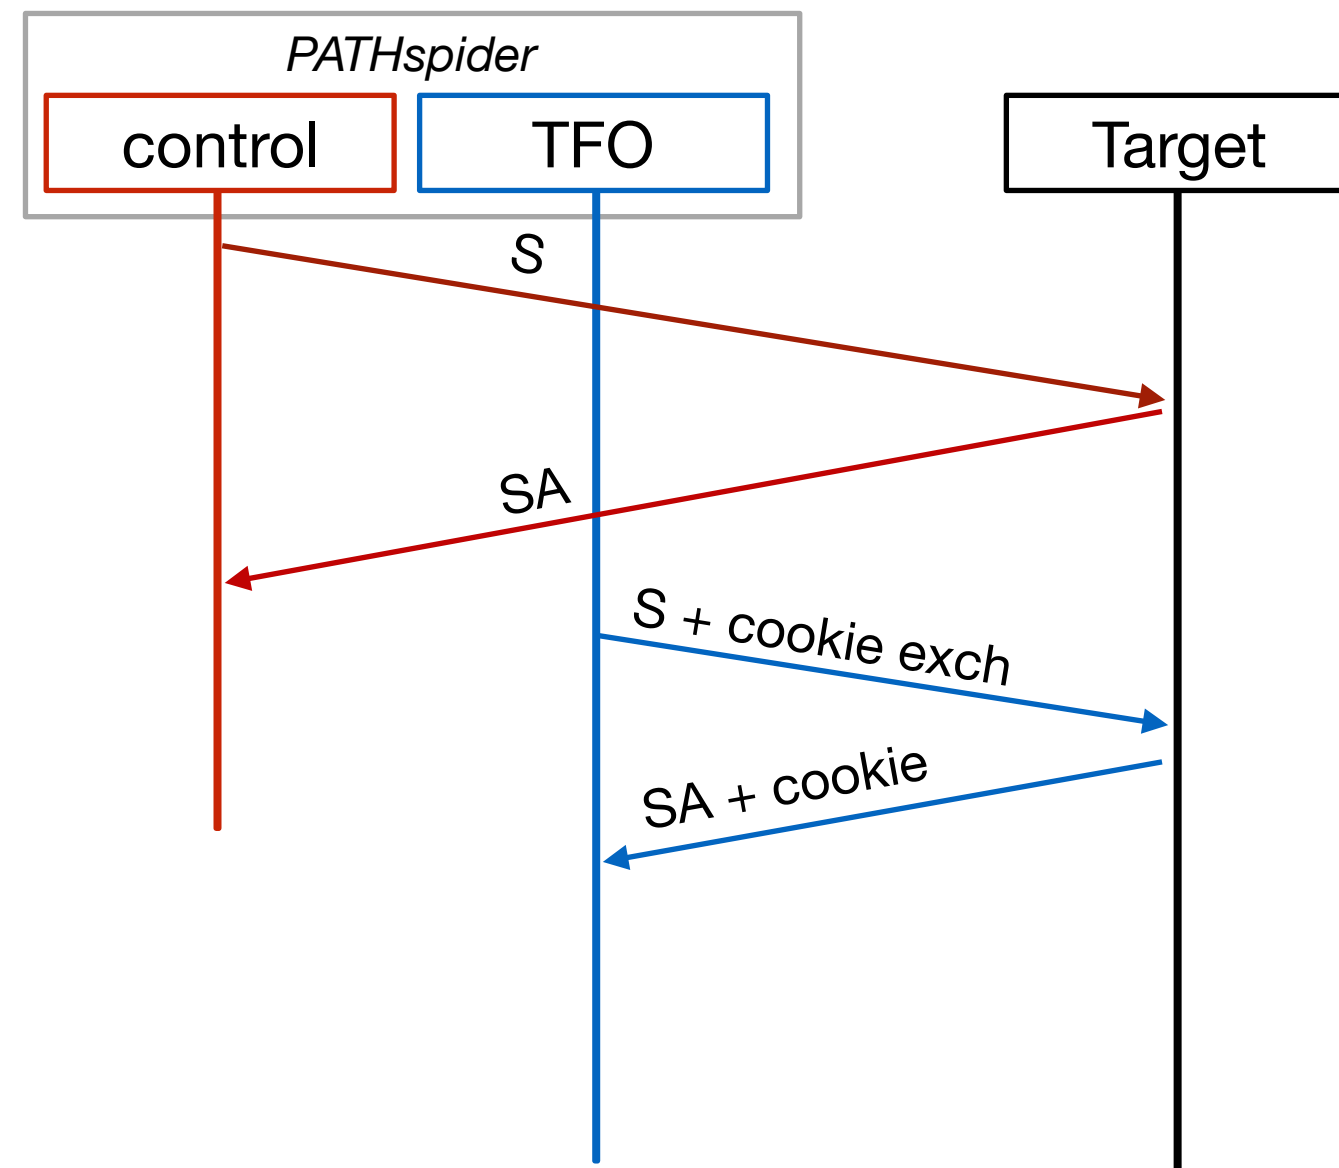 PATHspider
control
TFO
Target
S
SA
S + cookie exch
SA + cookie